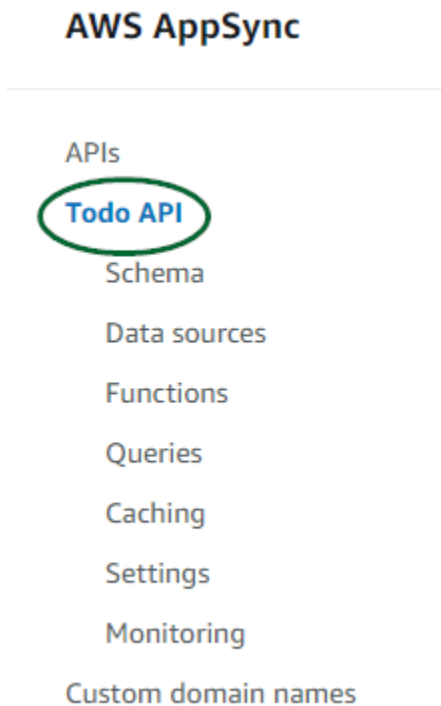 AWS AppSync
APIs
Todo API
Schema
Data sources
Functions
Queries
Caching
Settings
Monitoring
Custom domain names